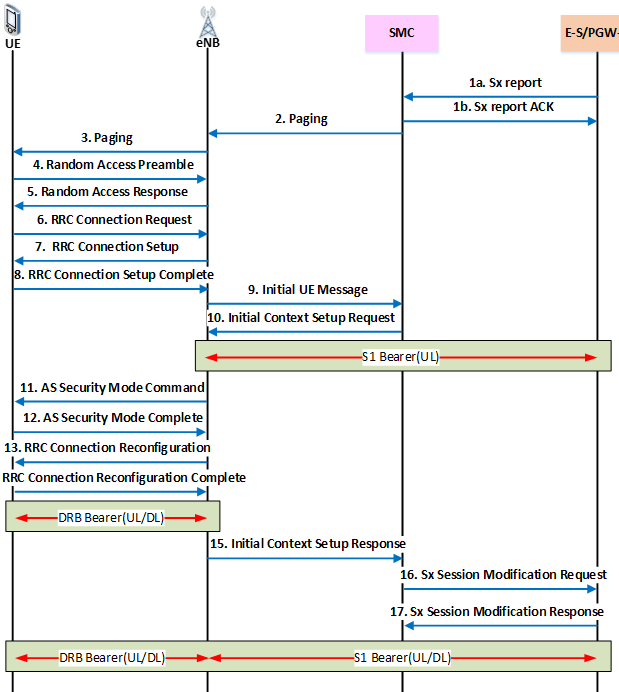 UE
eNB
SMC
E-S/PGW-
1a. Sx report
1b. Sx report ACK
2. Paging
3. Paging
4. Random Access Preamble
5. Random Access Response
6. RRC Connection Request
7. RRC Connection Setup
8. RRC Connection Setup Complete
9. Initial UE Message
10. Initial Context Setup Request
S1 Bearer(UL)
11. AS Security Mode Command
12. AS Security Mode Complete
13. RRC Connection Reconfiguration
RRC Connection Reconfiguration Complete
DRB Bearer(UL/DL)
15. Initial Context Setup Response
16. Sx Session Modification Request
17. Sx Session Modification Response
DRB Bearer(UL/DL)
S1 Bearer(UL/DL)